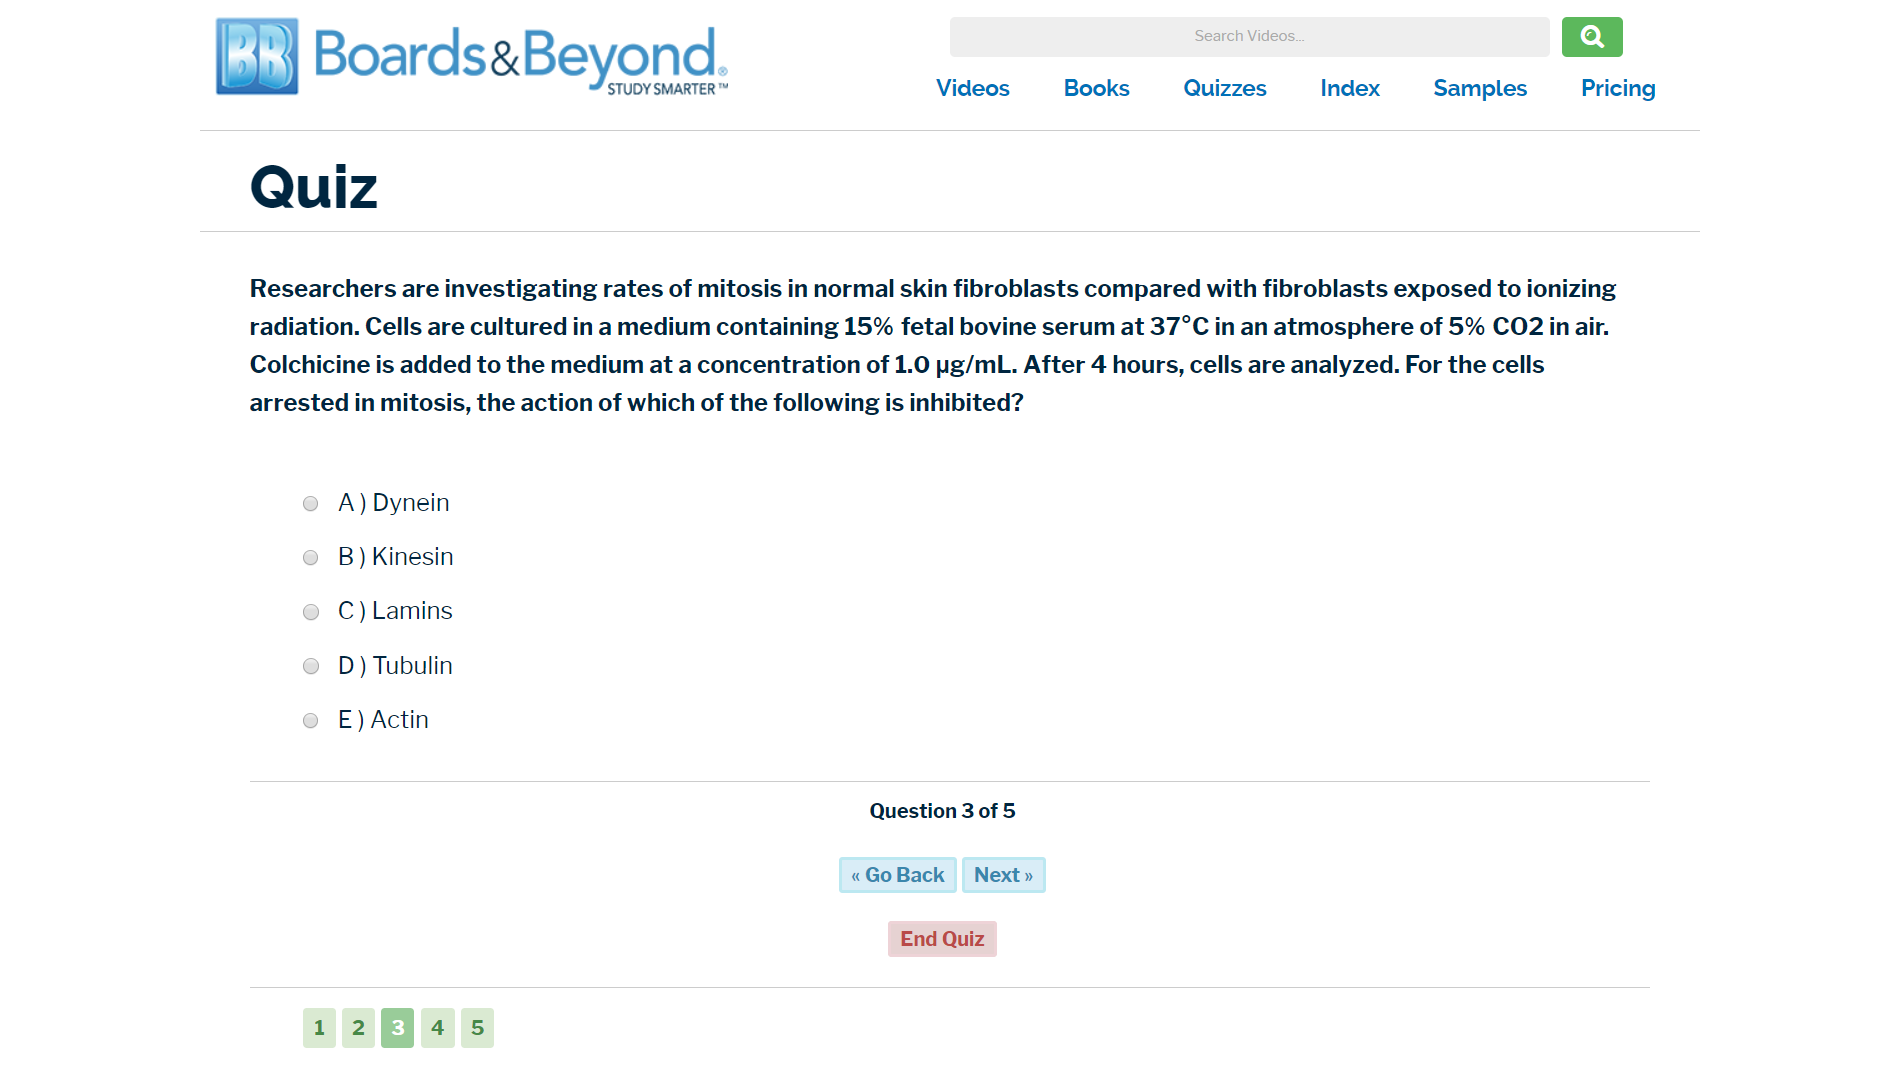 BB Boards&Beyond®
STUDY SMARTER™
Search Videos...
Videos Books Quizzes Index Samples Pricing
Quiz
Researchers are investigating rates of mitosis in normal skin fibroblasts compared with fibroblasts exposed to ionizing
radiation. Cells are cultured in a medium containing 15% fetal bovine serum at 37°C in an atmosphere of 5% CO2 in air.
Colchicine is added to the medium at a concentration of 1.0 µg/mL. After 4 hours, cells are analyzed. For the cells
arrested in mitosis, the action of which of the following is inhibited?
A ) Dynein
B ) Kinesin
C ) Lamins
D ) Tubulin
E ) Actin
Question 3 of 5
« Go Back Next »
End Quiz
1 2 3 4 5